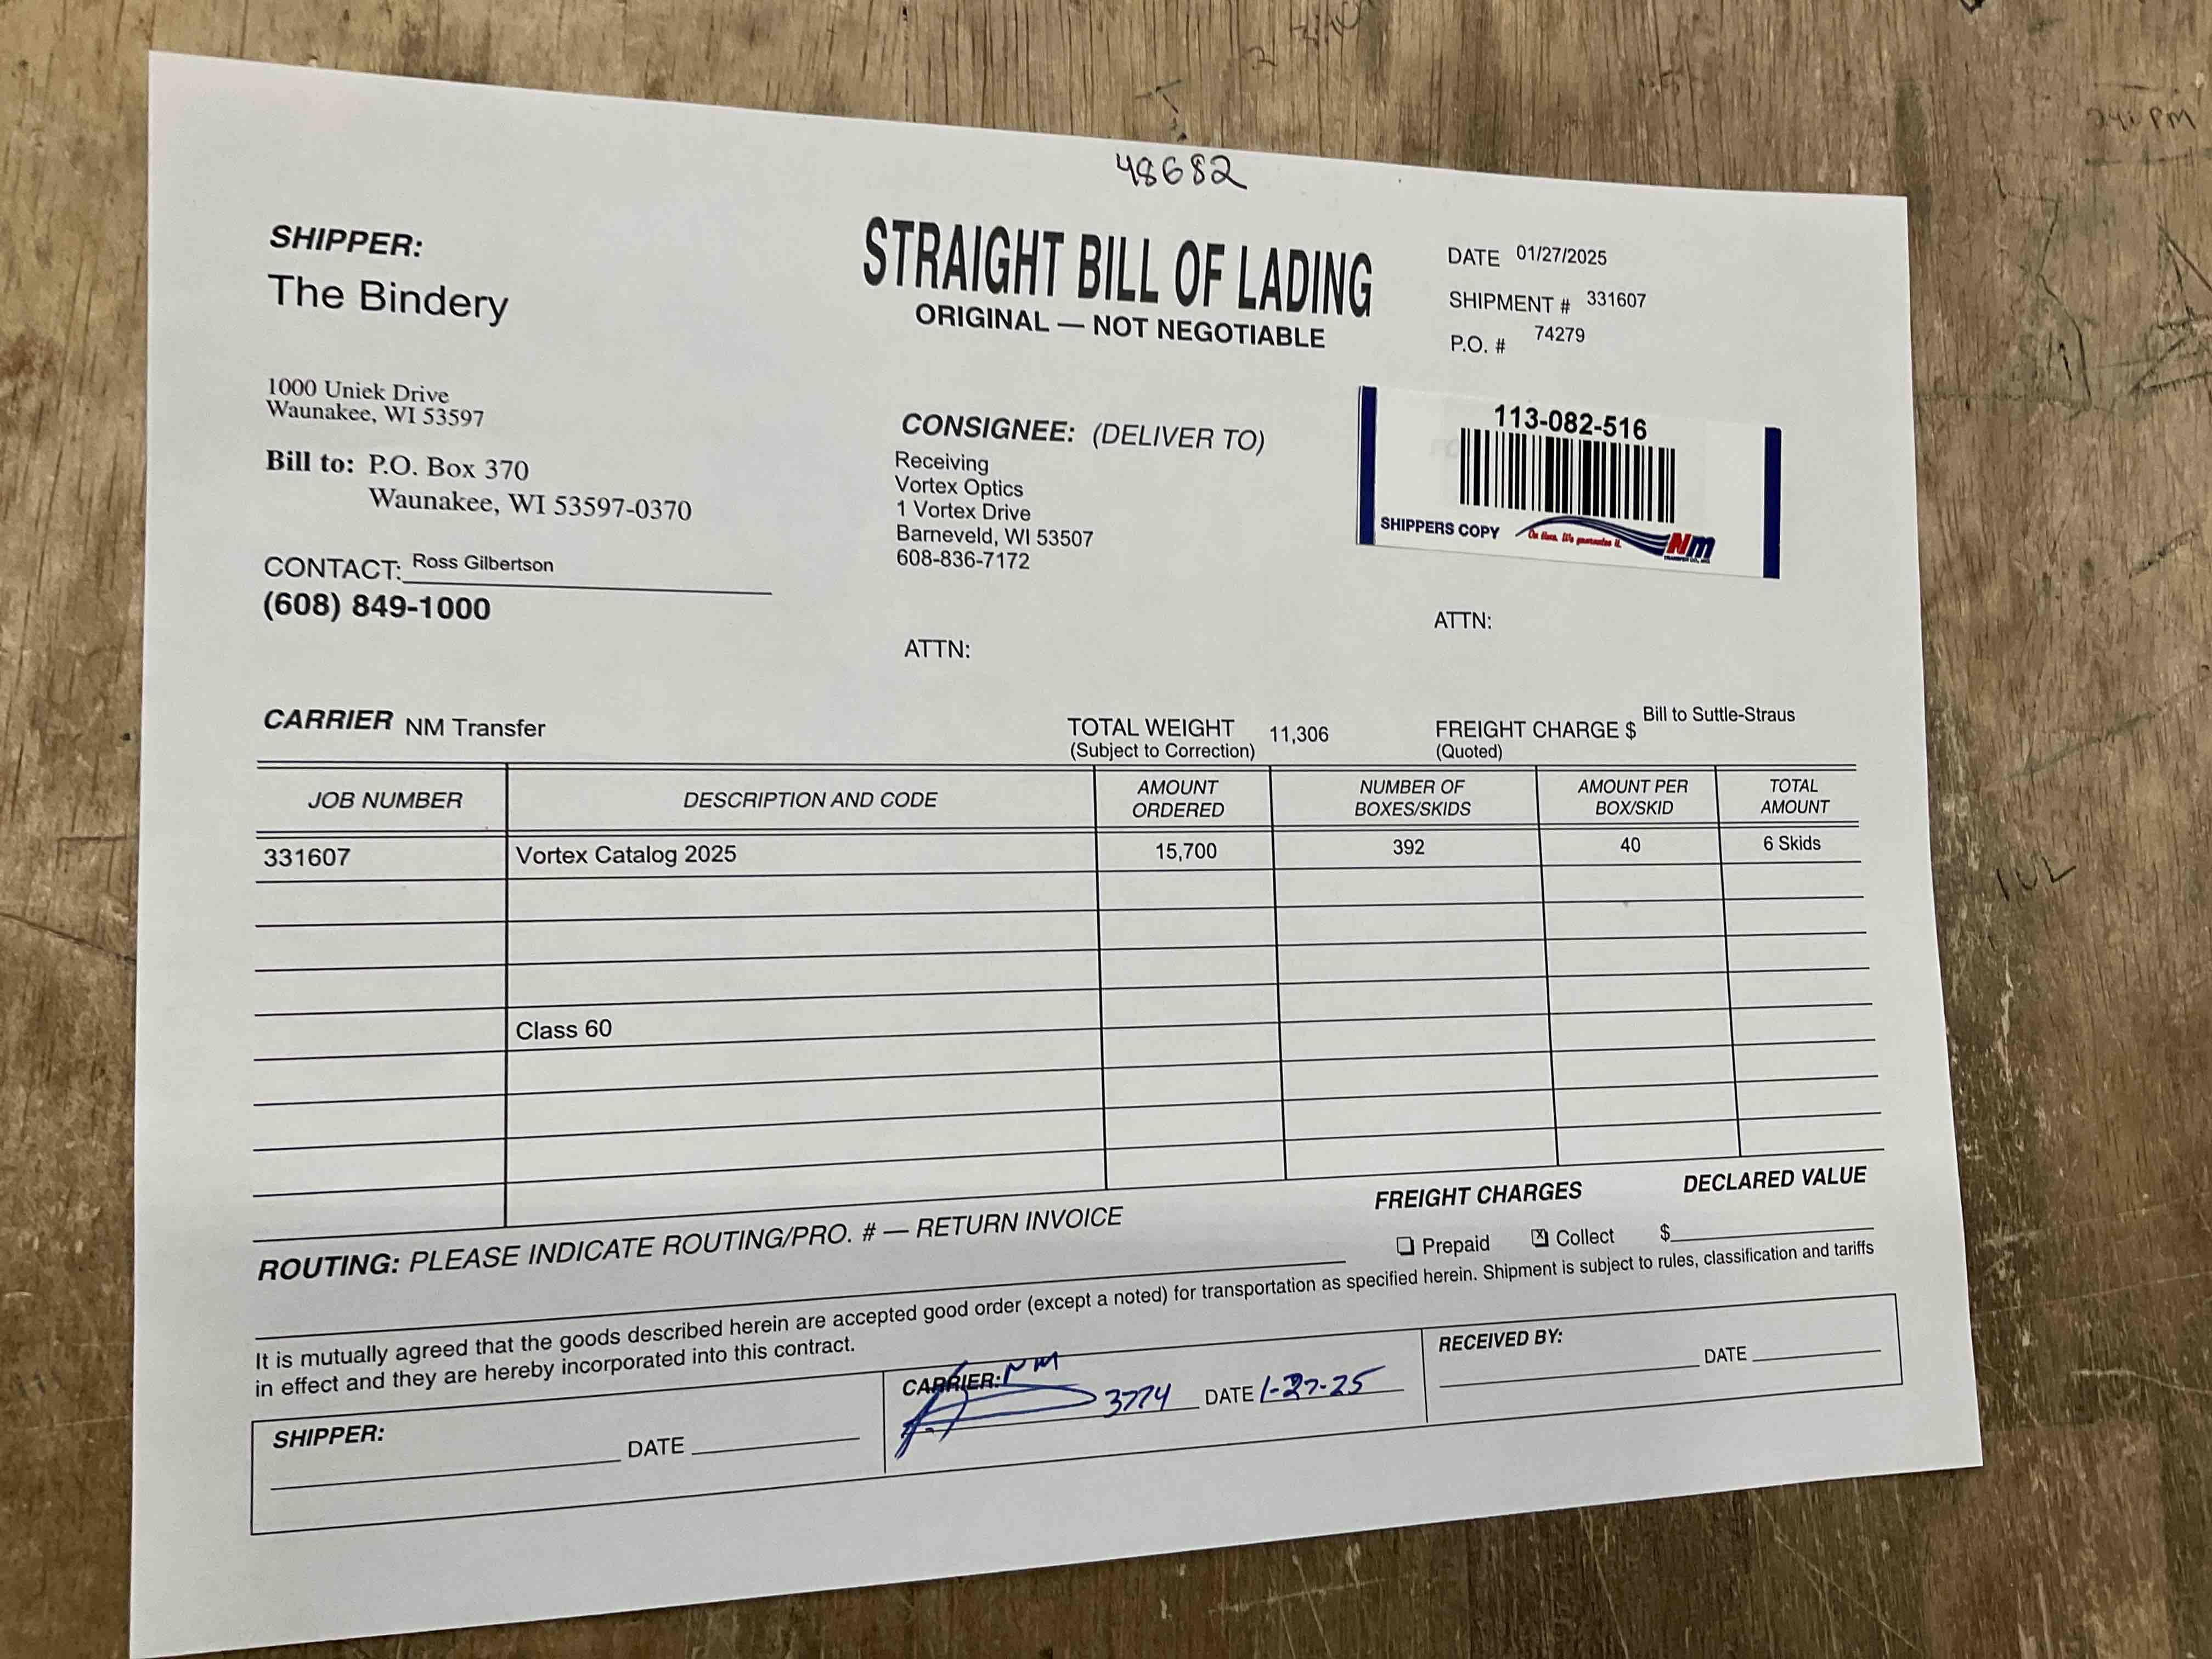 48682
SHIPPER:
The Bindery
1000 Uniek Drive
Waunakee, WI 53597
Bill to: P.O. Box 370
Waunakee, WI 53597-0370
CONTACT: Ross Gilbertson
(608) 849-1000
STRAIGHT BILL OF LADING
ORIGINAL — NOT NEGOTIABLE
CONSIGNEE: (DELIVER TO)
Receiving
Vortex Optics
1 Vortex Drive
Barneveld, WI 53507
608-836-7172
ATTN:
DATE 01/27/2025
SHIPMENT # 331607
P.O. # 74279
113-082-516
SHIPPERS COPY On time. We guarantee it. Nm
ATTN:
CARRIER NM Transfer
TOTAL WEIGHT 11,306
(Subject to Correction)
FREIGHT CHARGE $ Bill to Suttle-Straus
(Quoted)
JOB NUMBER DESCRIPTION AND CODE AMOUNT ORDERED NUMBER OF BOXES/SKIDS AMOUNT PER BOX/SKID TOTAL AMOUNT
331607 Vortex Catalog 2025 15,700 392 40 6 Skids
Class 60
ROUTING: PLEASE INDICATE ROUTING/PRO. # — RETURN INVOICE
FREIGHT CHARGES DECLARED VALUE
Prepaid Collect $
It is mutually agreed that the goods described herein are accepted good order (except a noted) for transportation as specified herein. Shipment is subject to rules, classification and tariffs
in effect and they are hereby incorporated into this contract.
SHIPPER: DATE
CARRIER: NM 3774 DATE 1-27-25
RECEIVED BY: DATE